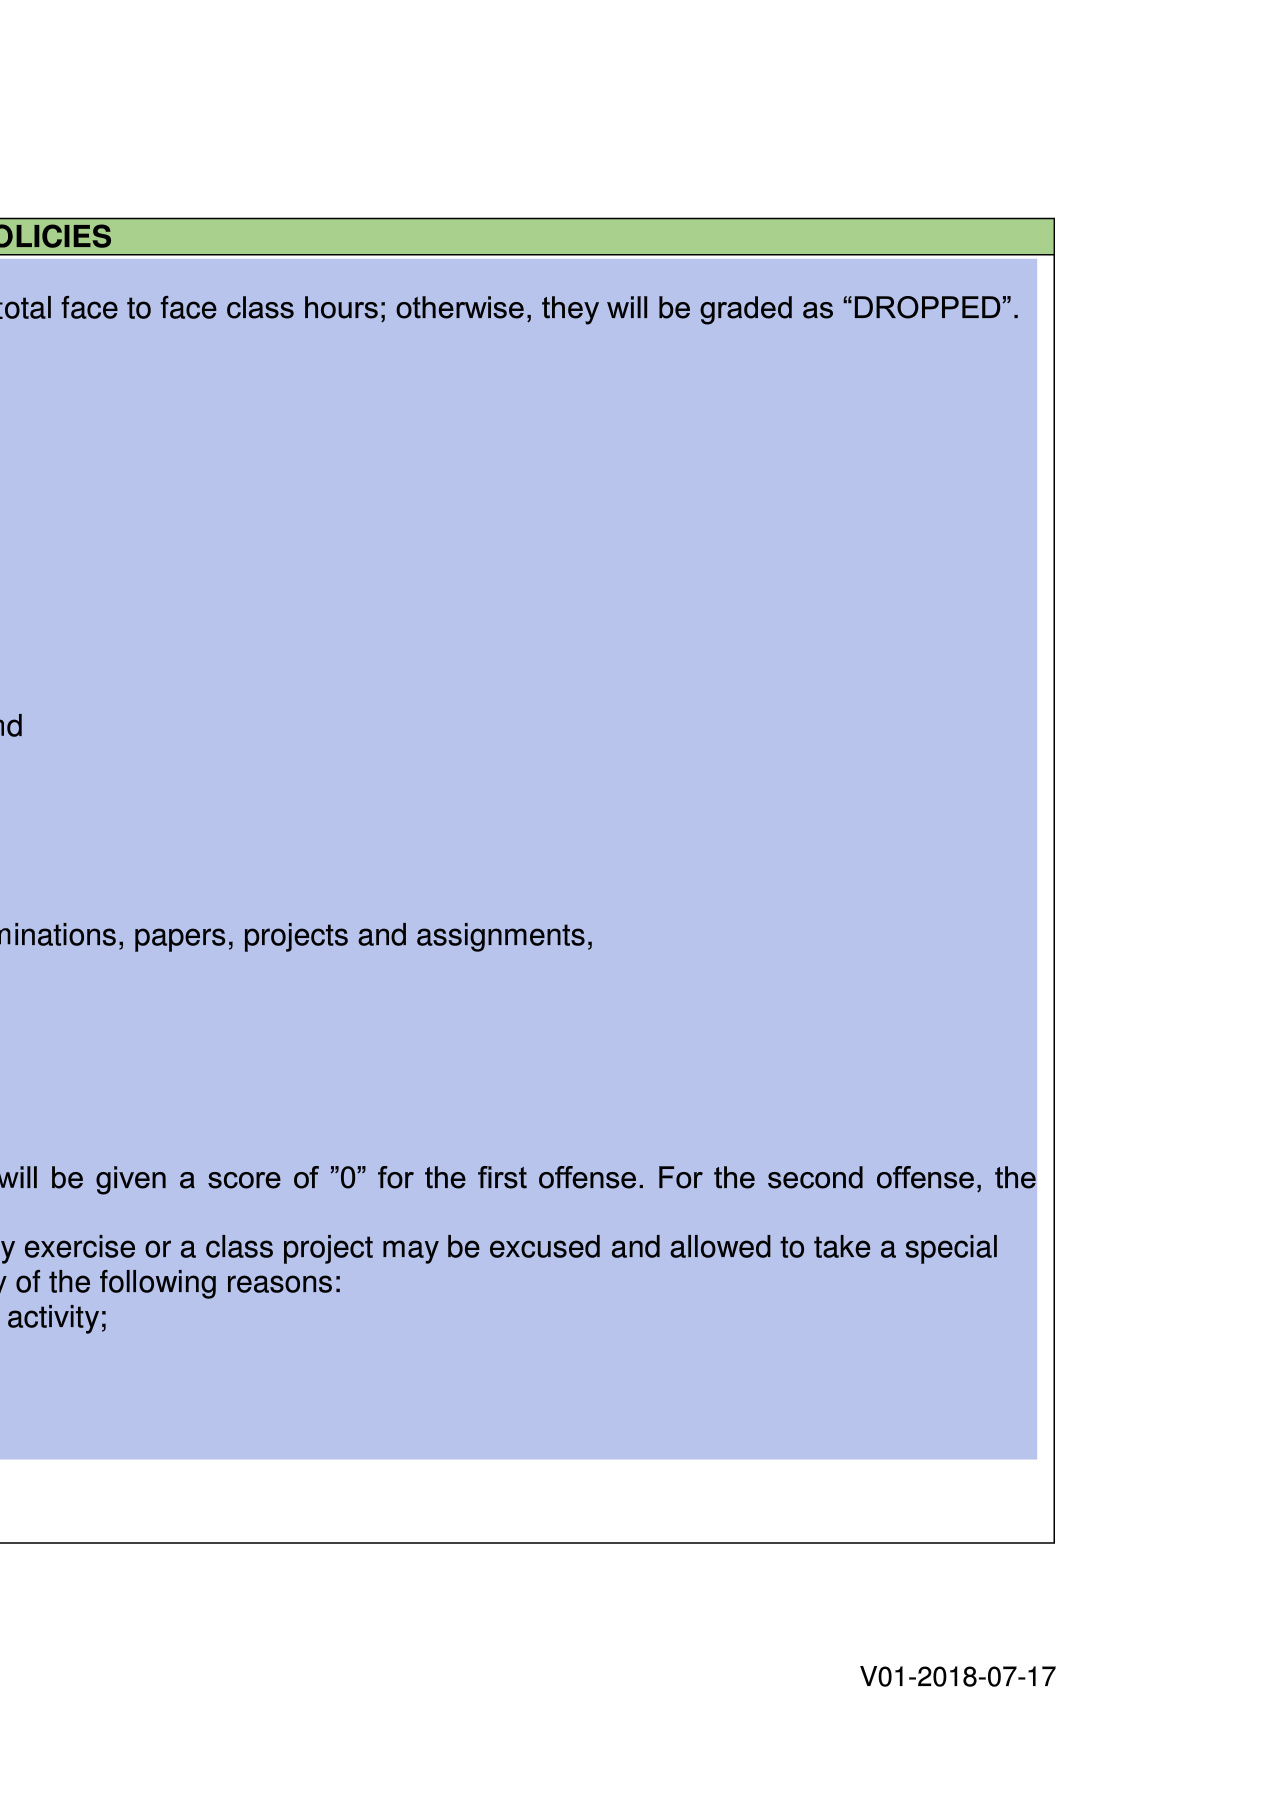 OLICIES
total face to face class hours; otherwise, they will be graded as “DROPPED”.
nd
minations, papers, projects and assignments,
will be given a score of ”0” for the first offense. For the second offense, the
y exercise or a class project may be excused and allowed to take a special
y of the following reasons:
activity;
V01-2018-07-17